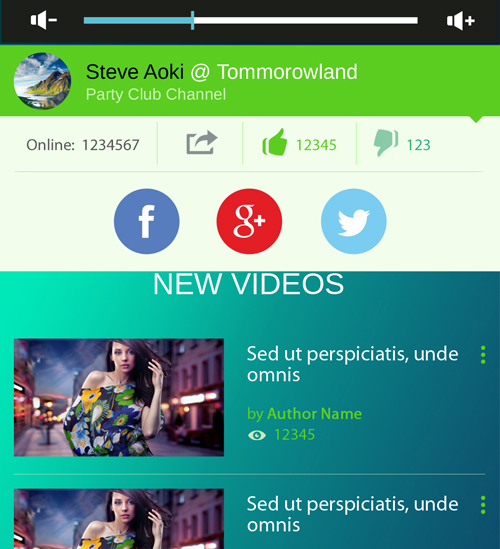 Steve Aoki @ Tommorowland
Party Club Channel
Online: 1234567
12345
123
f
g+
NEW VIDEOS
Sed ut perspiciatis, unde
omnis
by Author Name
12345
Sed ut perspiciatis, unde
omnis